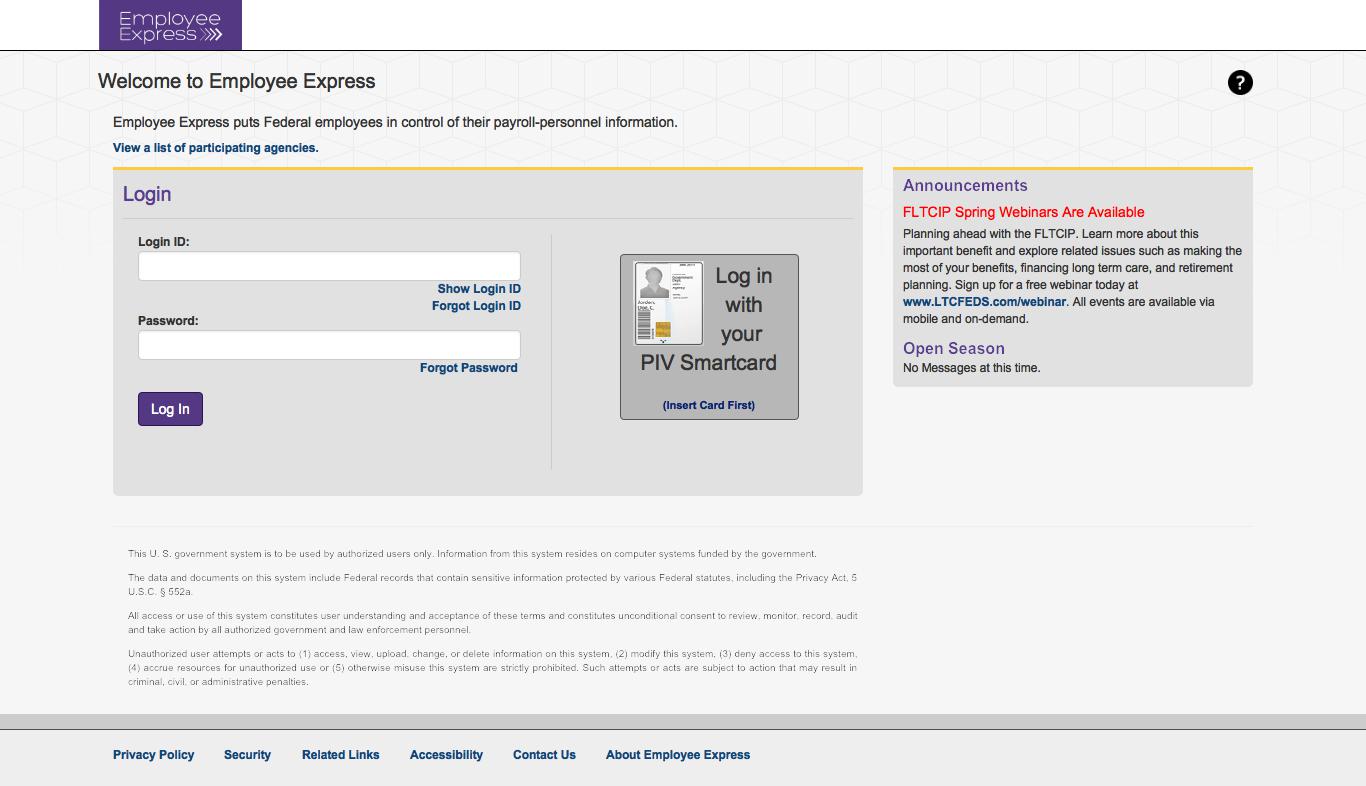 Employee
Express
Welcome to Employee Express
?
Employee Express puts Federal employees in control of their payroll-personnel information.
View a list of participating agencies.
Login
Login ID:
Show Login ID
Forgot Login ID
Password:
Forgot Password
Log In
Log in
with
your
PIV Smartcard
(Insert Card First)
Announcements
FLTCIP Spring Webinars Are Available
Planning ahead with the FLTCIP. Learn more about this
important benefit and explore related issues such as making the
most of your benefits, financing long term care, and retirement
planning. Sign up for a free webinar today at
www.LTCFEDS.com/webinar. All events are available via
mobile and on-demand.
Open Season
No Messages at this time.
This U. S. government system is to be used by authorized users only. Information from this system resides on computer systems funded by the government.
The data and documents on this system include Federal records that contain sensitive information protected by various Federal statutes, including the Privacy Act, 5
U.S.C. § 552a.
All access or use of this system constitutes user understanding and acceptance of these terms and constitutes unconditional consent to review, monitor, record, audit
and take action by all authorized government and law enforcement personnel.
Unauthorized user attempts or acts to (1) access, view, upload, change, or delete information on this system, (2) modify this system, (3) deny access to this system,
(4) accrue resources for unauthorized use or (5) otherwise misuse this system are strictly prohibited. Such attempts or acts are subject to action that may result in
criminal, civil, or administrative penalties.
Privacy Policy
Security
Related Links
Accessibility
Contact Us
About Employee Express